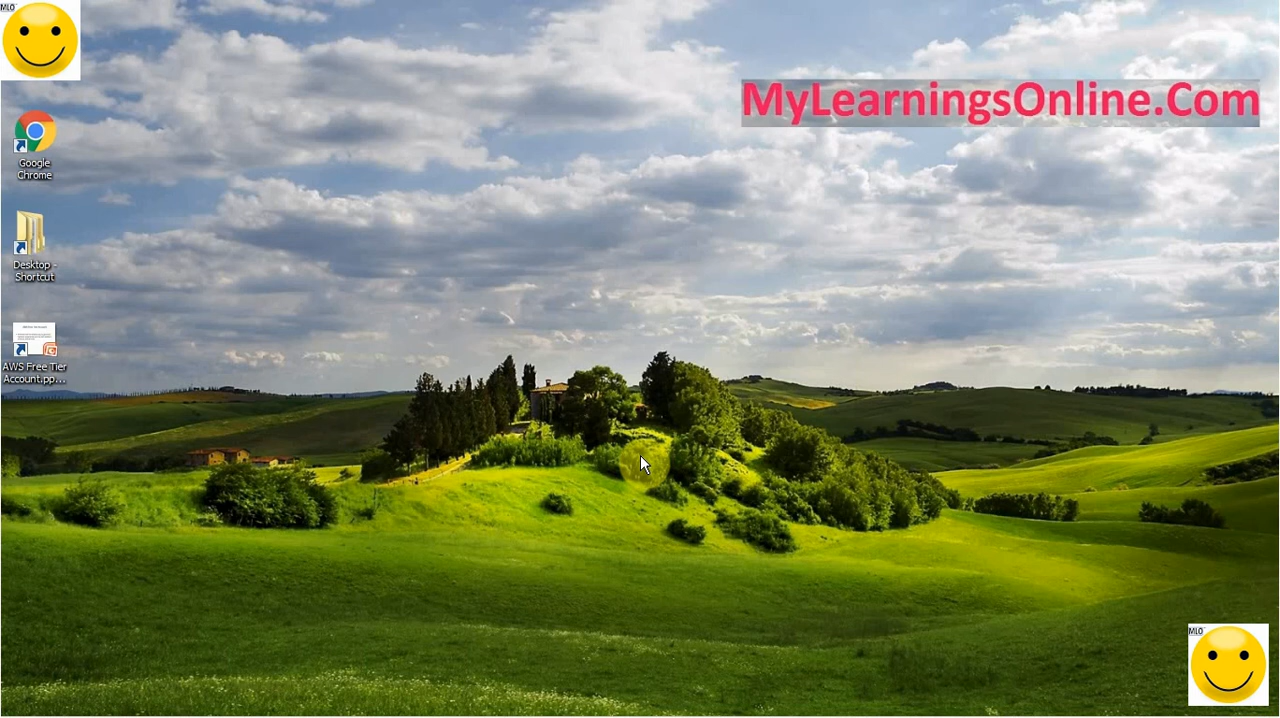 MLO
MyLearningsOnline.Com
Google
Chrome
Desktop -
Shortcut
AWS Free Tier
Account.pp...
MLO